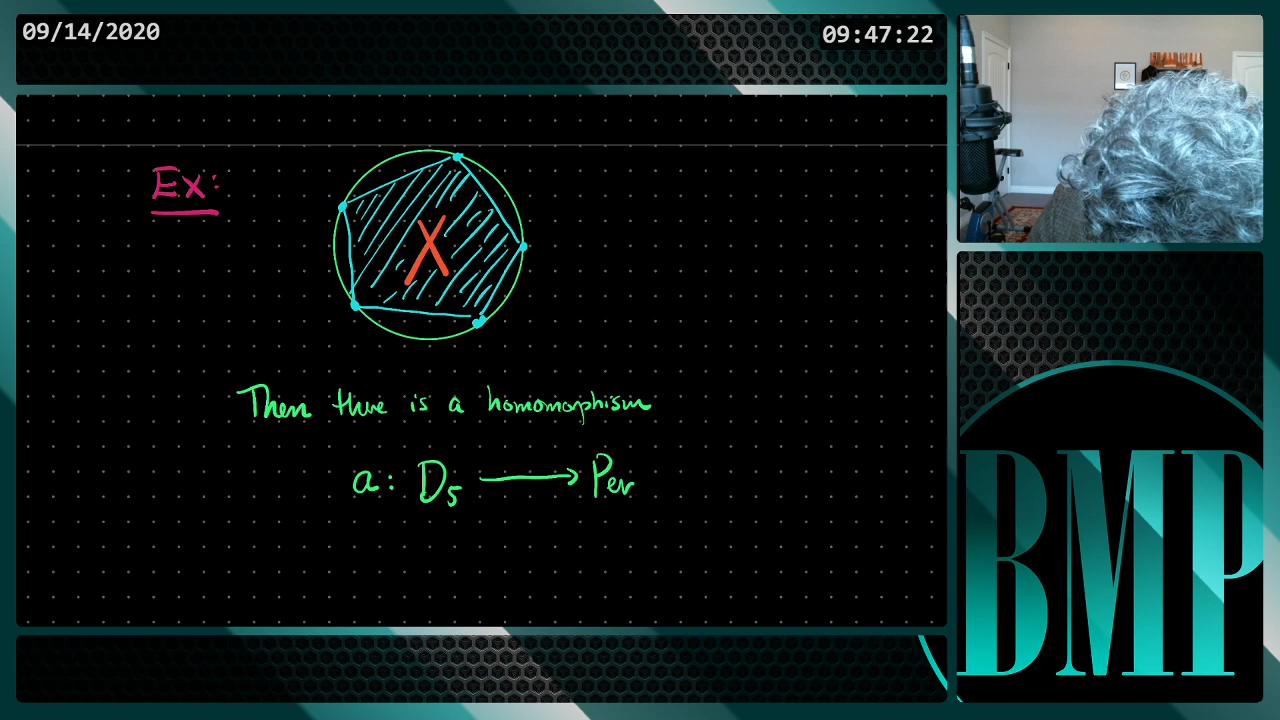 09/14/2020
09:47:22
Ex:
X
Then there is a homomorphism
a: D₅ ⟶ Per
BMP